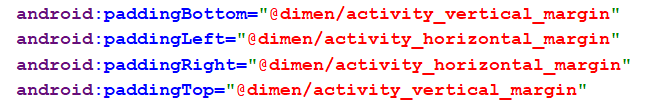 android:paddingBottom="@dimen/activity_vertical_margin"
android:paddingLeft="@dimen/activity_horizontal_margin"
android:paddingRight="@dimen/activity_horizontal_margin"
android:paddingTop="@dimen/activity_vertical_margin"